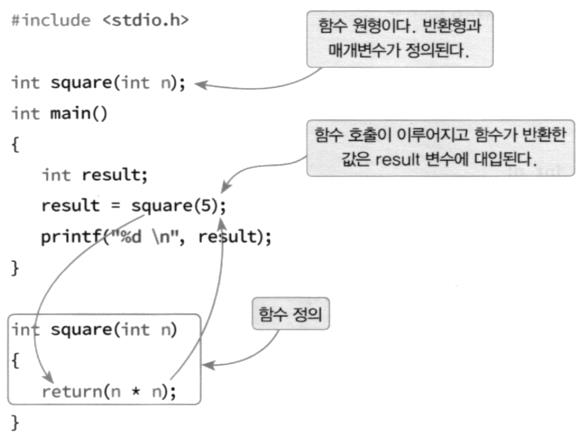 #include <stdio.h>
함수 원형이다. 반환형과
매개변수가 정의된다.
int square(int n);
int main()
{
함수 호출이 이루어지고 함수가 반환한
값은 result 변수에 대입된다.
int result;
result = square(5);
printf("%d \n", result);
}
함수 정의
int square(int n)
{
return(n * n);
}